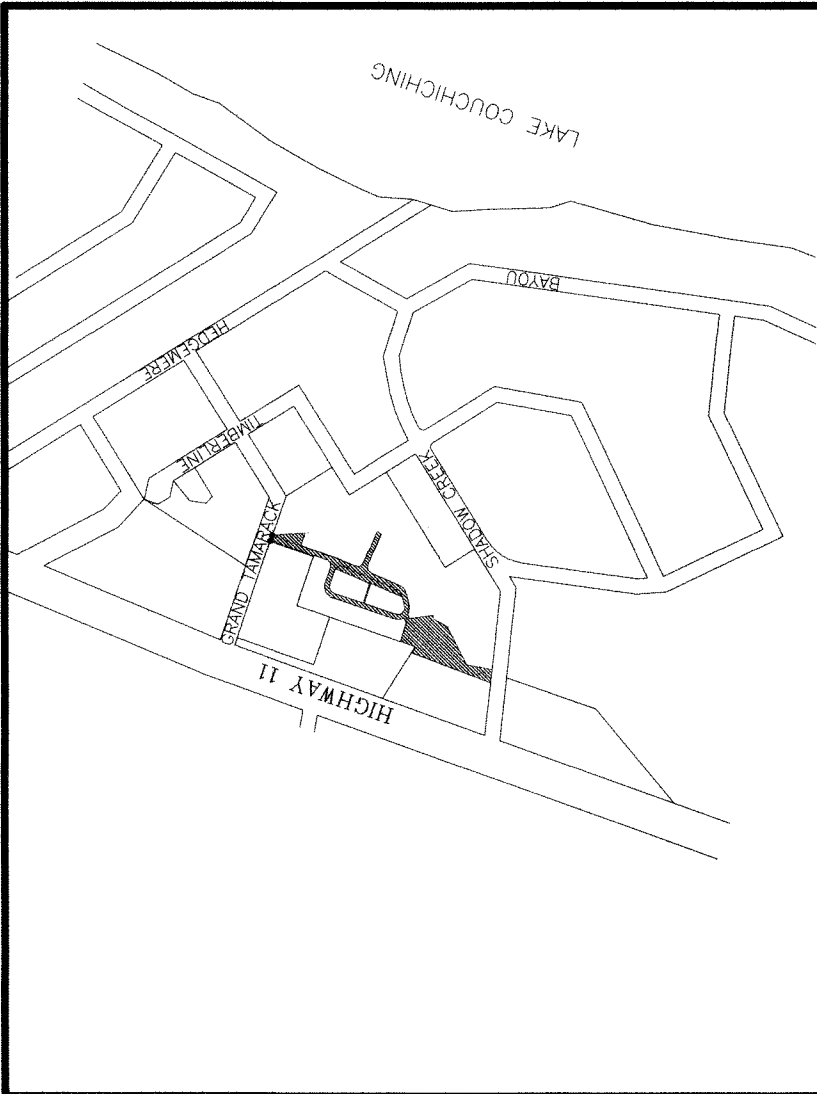 LAKE COUCHICHING
BAYOU
HEDGEMERE
TIMBERLINE
SHADOW CREEK
GRAND TAMARACK
HIGHWAY 11